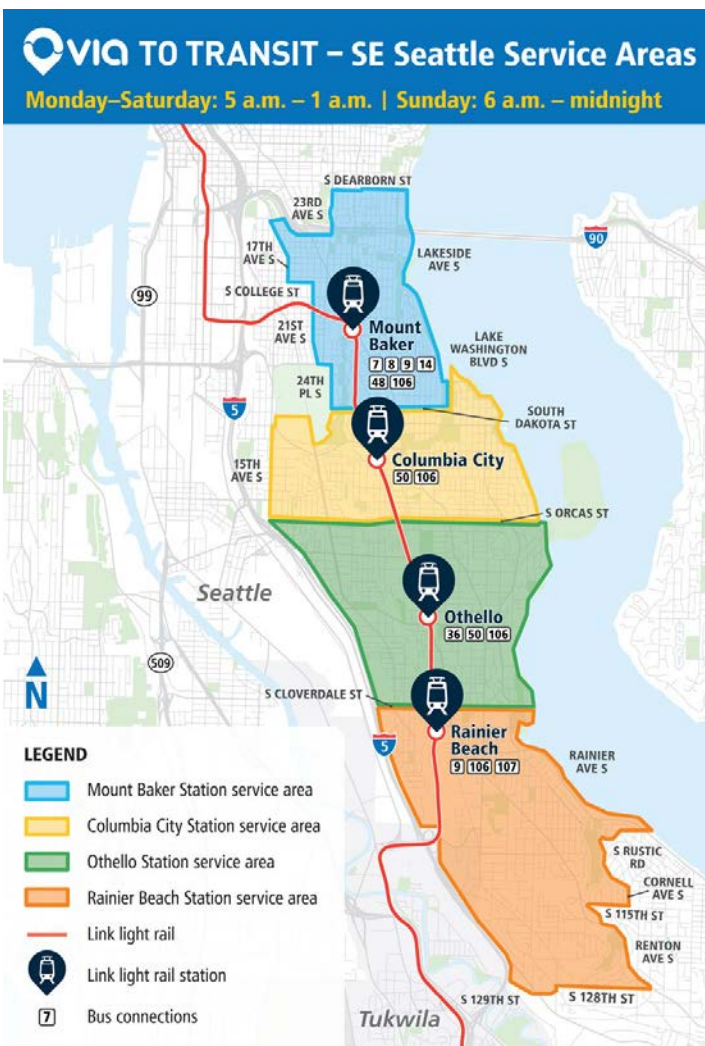 via TO TRANSIT – SE Seattle Service Areas
Monday–Saturday: 5 a.m. – 1 a.m. | Sunday: 6 a.m. – midnight
S DEARBORN ST
23RD
AVE S
90
17TH
AVE S
LAKESIDE
AVE S
S COLLEGE ST
99
21ST
AVE S
Mount
Baker
7 8 9 14
48 106
LAKE
WASHINGTON
BLVD S
24TH
PL S
5
SOUTH
DAKOTA ST
15TH
AVE S
Columbia City
50 106
S ORCAS ST
Seattle
Othello
36 50 106
509
N
S CLOVERDALE ST
5
Rainier
Beach
9 106 107
RAINIER
AVE S
S RUSTIC
RD
CORNELL
AVE S
S 115TH ST
RENTON
AVE S
S 129TH ST
S 128TH ST
Tukwila
LEGEND
Mount Baker Station service area
Columbia City Station service area
Othello Station service area
Rainier Beach Station service area
Link light rail
Link light rail station
7 Bus connections